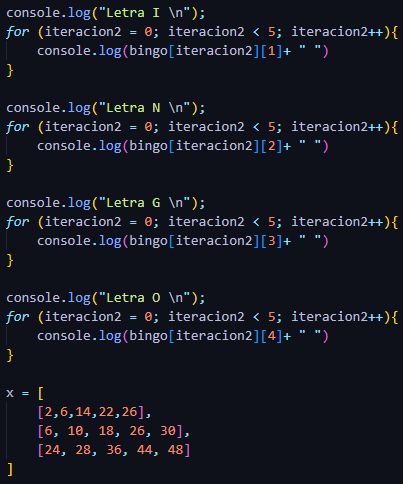 console.log("Letra I \n");
for (iteracion2 = 0; iteracion2 < 5; iteracion2++){
    console.log(bingo[iteracion2][1]+ " ")
}
console.log("Letra N \n");
for (iteracion2 = 0; iteracion2 < 5; iteracion2++){
    console.log(bingo[iteracion2][2]+ " ")
}
console.log("Letra G \n");
for (iteracion2 = 0; iteracion2 < 5; iteracion2++){
    console.log(bingo[iteracion2][3]+ " ")
}
console.log("Letra O \n");
for (iteracion2 = 0; iteracion2 < 5; iteracion2++){
    console.log(bingo[iteracion2][4]+ " ")
}
x = [
    [2,6,14,22,26],
    [6, 10, 18, 26, 30],
    [24, 28, 36, 44, 48]
]